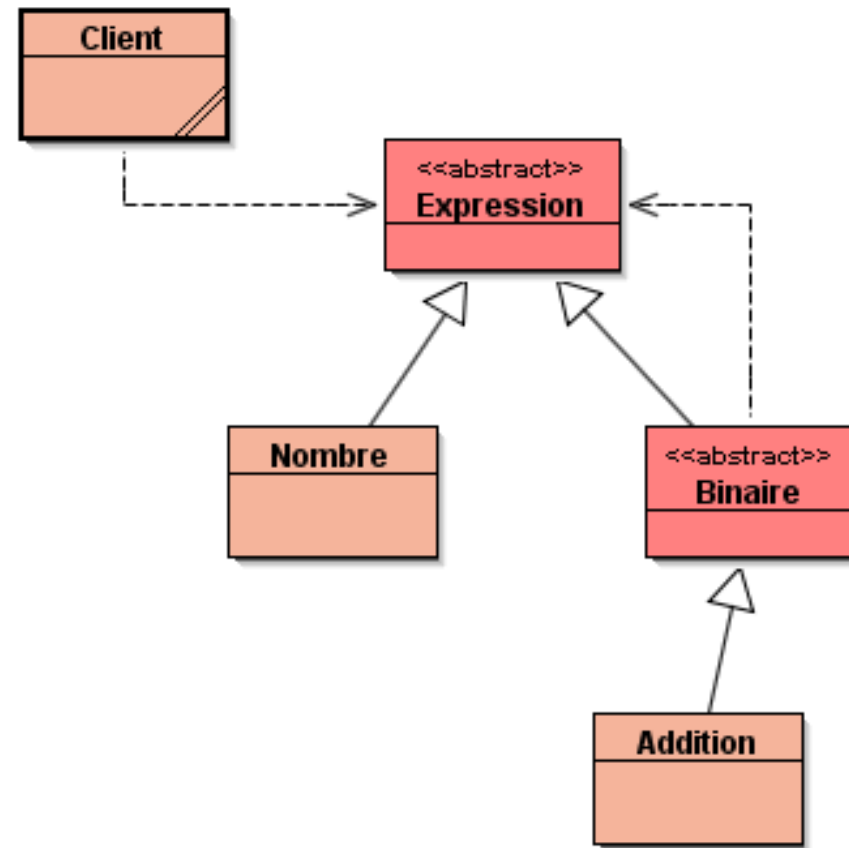 Client
<<abstract>>
Expression
Nombre
<<abstract>>
Binaire
Addition